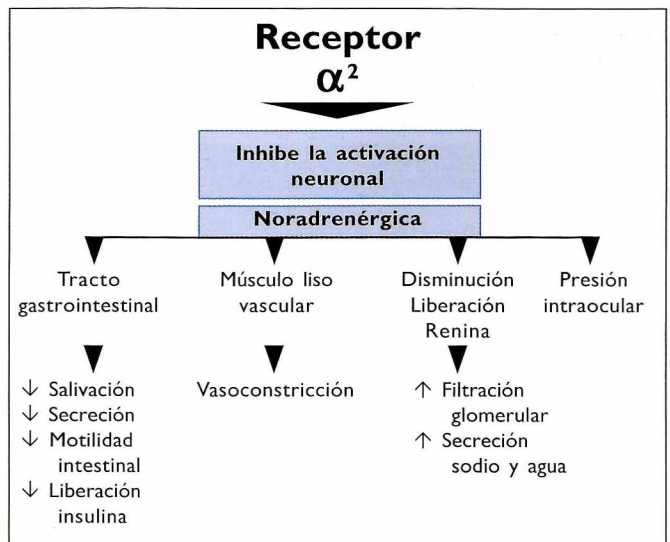 Receptor
α²
Inhibe la activación
neuronal
Noradrenérgica
Tracto
gastrointestinal
Músculo liso
vascular
Disminución
Liberación
Renina
Presión
intraocular
↓ Salivación
↓ Secreción
↓ Motilidad
intestinal
↓ Liberación
insulina
Vasoconstricción
↑ Filtración
glomerular
↑ Secreción
sodio y agua